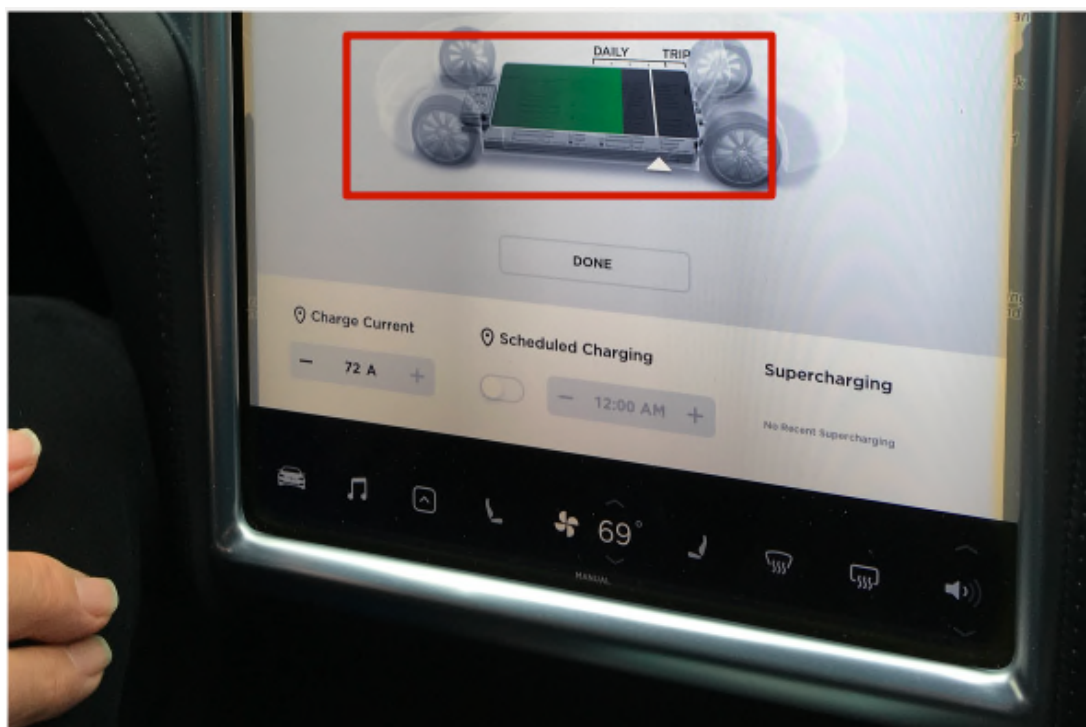 DAILY TRIP
DONE
Charge Current
Scheduled Charging
Supercharging
− 72 A +
− 12:00 AM +
No Recent Supercharging
69°
MANUAL